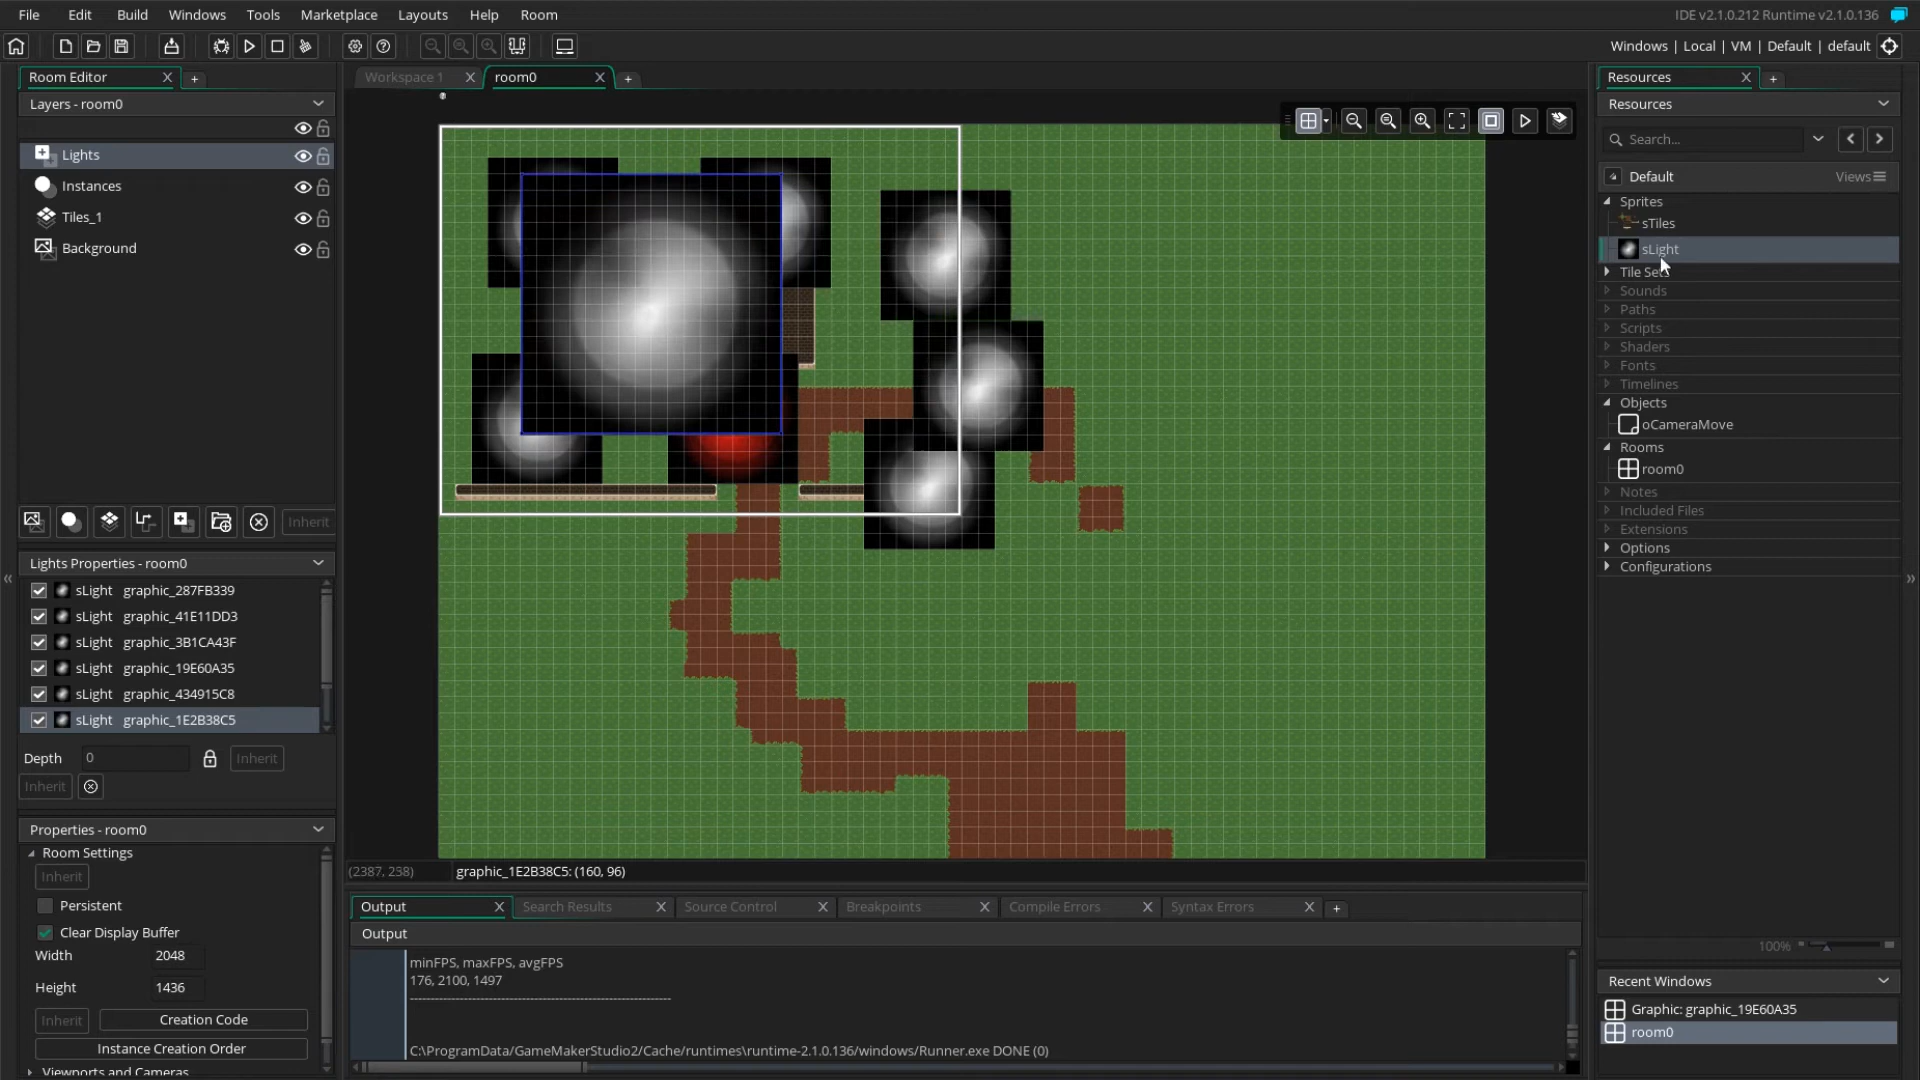 File Edit Build Windows Tools Marketplace Layouts Help Room
IDE v2.1.0.212 Runtime v2.1.0.136
Windows | Local | VM | Default | default
Room Editor
Layers - room0
Lights
Instances
Tiles_1
Background
Inherit
Lights Properties - room0
sLight graphic_287FB339
sLight graphic_41E11DD3
sLight graphic_3B1CA43F
sLight graphic_19E60A35
sLight graphic_434915C8
sLight graphic_1E2B38C5
Depth 0 Inherit
Inherit
Properties - room0
Room Settings
Inherit
Persistent
Clear Display Buffer
Width 2048
Height 1436
Inherit Creation Code
Instance Creation Order
Viewports and Cameras
Workspace 1 room0
(2387, 238) graphic_1E2B38C5: (160, 96)
Output Search Results Source Control Breakpoints Compile Errors Syntax Errors
Output
minFPS, maxFPS, avgFPS
176, 2100, 1497
C:\ProgramData/GameMakerStudio2/Cache/runtimes\runtime-2.1.0.136/windows/Runner.exe DONE (0)
Resources
Resources
Search...
Default Views
Sprites
sTiles
sLight
Tile Sets
Sounds
Paths
Scripts
Shaders
Fonts
Timelines
Objects
oCameraMove
Rooms
room0
Notes
Included Files
Extensions
Options
Configurations
100%
Recent Windows
Graphic: graphic_19E60A35
room0